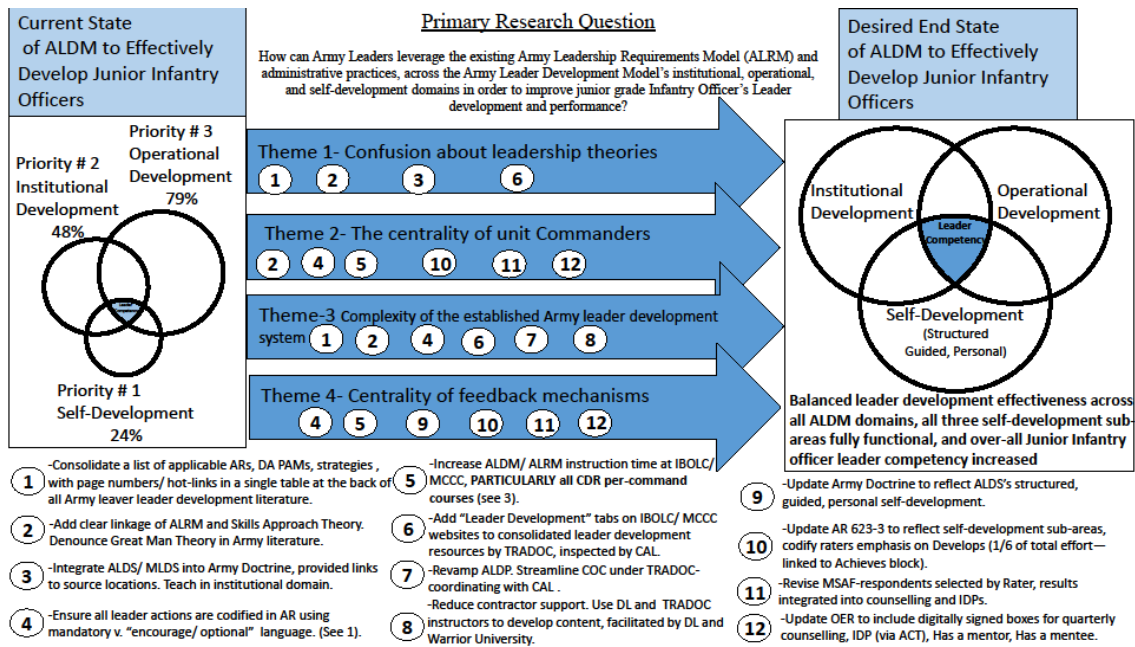 Current State
of ALDM to Effectively
Develop Junior Infantry
Officers
Primary Research Question
How can Army Leaders leverage the existing Army Leadership Requirements Model (ALRM) and
administrative practices, across the Army Leader Development Model's institutional, operational,
and self-development domains in order to improve junior grade Infantry Officer's Leader
development and performance?
Desired End State
of ALDM to Effectively
Develop Junior Infantry
Officers
Priority # 3
Operational
Development
79%
Priority # 2
Institutional
Development
48%
Priority # 1
Self-Development
24%
Theme 1- Confusion about leadership theories
1 2 3 6
Theme 2- The centrality of unit Commanders
2 4 5 10 11 12
Theme-3 Complexity of the established Army leader development
system 1 2 4 6 7 8
Theme 4- Centrality of feedback mechanisms
4 5 9 10 11 12
Institutional
Development
Operational
Development
Leader
Competency
Self-Development
(Structured
Guided, Personal)
Balanced leader development effectiveness across
all ALDM domains, all three self-development sub-
areas fully functional, and over-all Junior Infantry
officer leader competency increased
1 -Consolidate a list of applicable ARs, DA PAMs, strategies ,
with page numbers/ hot-links in a single table at the back of
all Army leaver leader development literature.
2 -Add clear linkage of ALRM and Skills Approach Theory.
Denounce Great Man Theory in Army literature.
3 -Integrate ALDS/ MLDS into Army Doctrine, provided links
to source locations. Teach in institutional domain.
4 -Ensure all leader actions are codified in AR using
mandatory v. "encourage/ optional" language. (See 1).
5 -Increase ALDM/ ALRM instruction time at IBOLC/
MCCC, PARTICULARLY all CDR per-command
courses (see 3).
6 -Add "Leader Development" tabs on IBOLC/ MCCC
websites to consolidated leader development
resources by TRADOC, inspected by CAL.
7 -Revamp ALDP. Streamline COC under TRADOC-
coordinating with CAL .
8 -Reduce contractor support. Use DL and TRADOC
instructors to develop content, facilitated by DL and
Warrior University.
9 -Update Army Doctrine to reflect ALDS's structured,
guided, personal self-development.
10 -Update AR 623-3 to reflect self-development sub-areas,
codify raters emphasis on Develops (1/6 of total effort—
linked to Achieves block).
11 -Revise MSAF-respondents selected by Rater, results
integrated into counselling and IDPs.
12 -Update OER to include digitally signed boxes for quarterly
counselling, IDP (via ACT), Has a mentor, Has a mentee.